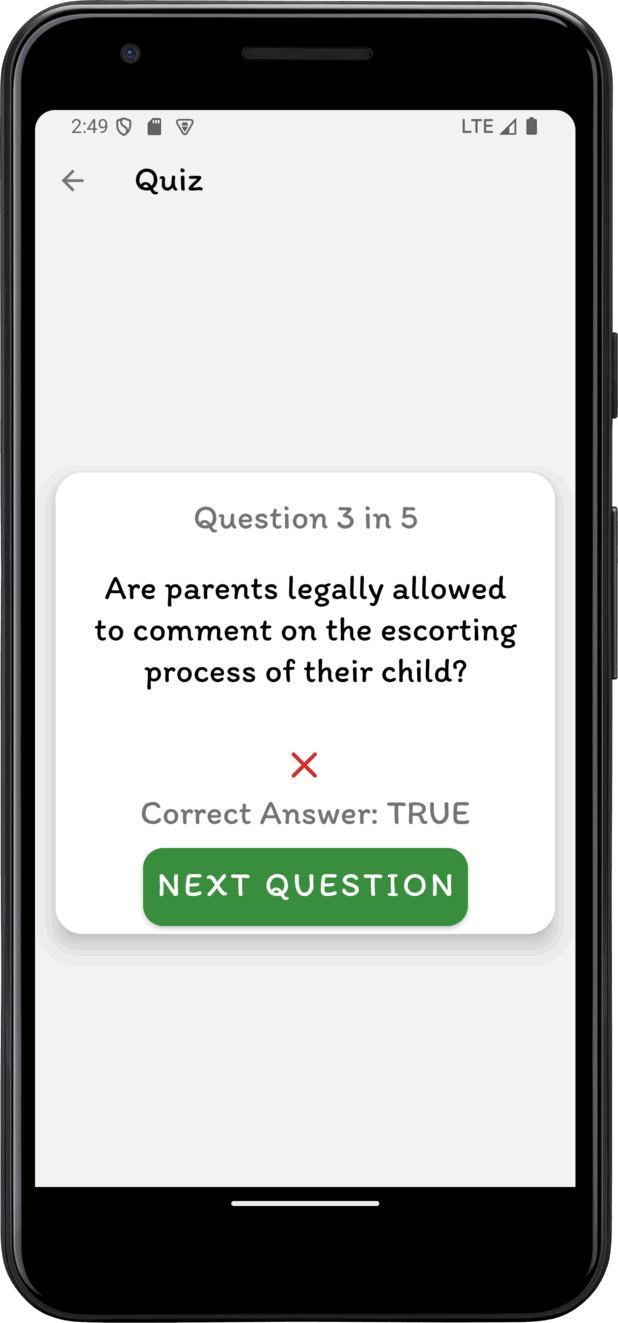 2:49 LTE
Quiz
Question 3 in 5
Are parents legally allowed
to comment on the escorting
process of their child?
Correct Answer: TRUE
NEXT QUESTION